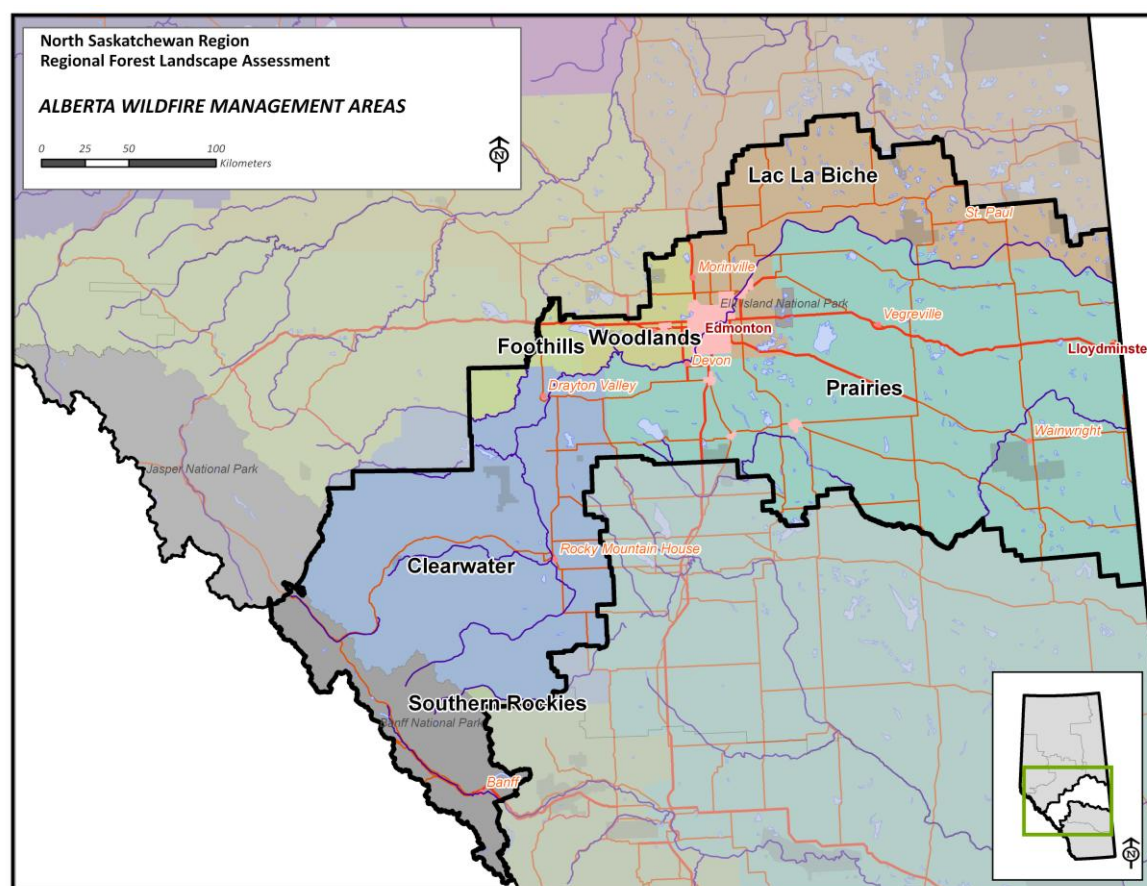 North Saskatchewan Region
Regional Forest Landscape Assessment
ALBERTA WILDFIRE MANAGEMENT AREAS
0 25 50 100
Kilometers
N
Lac La Biche
St. Paul
Morinville
Elk Island National Park
Vegreville
Edmonton
Woodlands
Foothills
Lloydminste
Devon
Drayton Valley
Prairies
Wainwright
Jasper National Park
Rocky Mountain House
Clearwater
Southern Rockies
Banff National Park
Banff
N